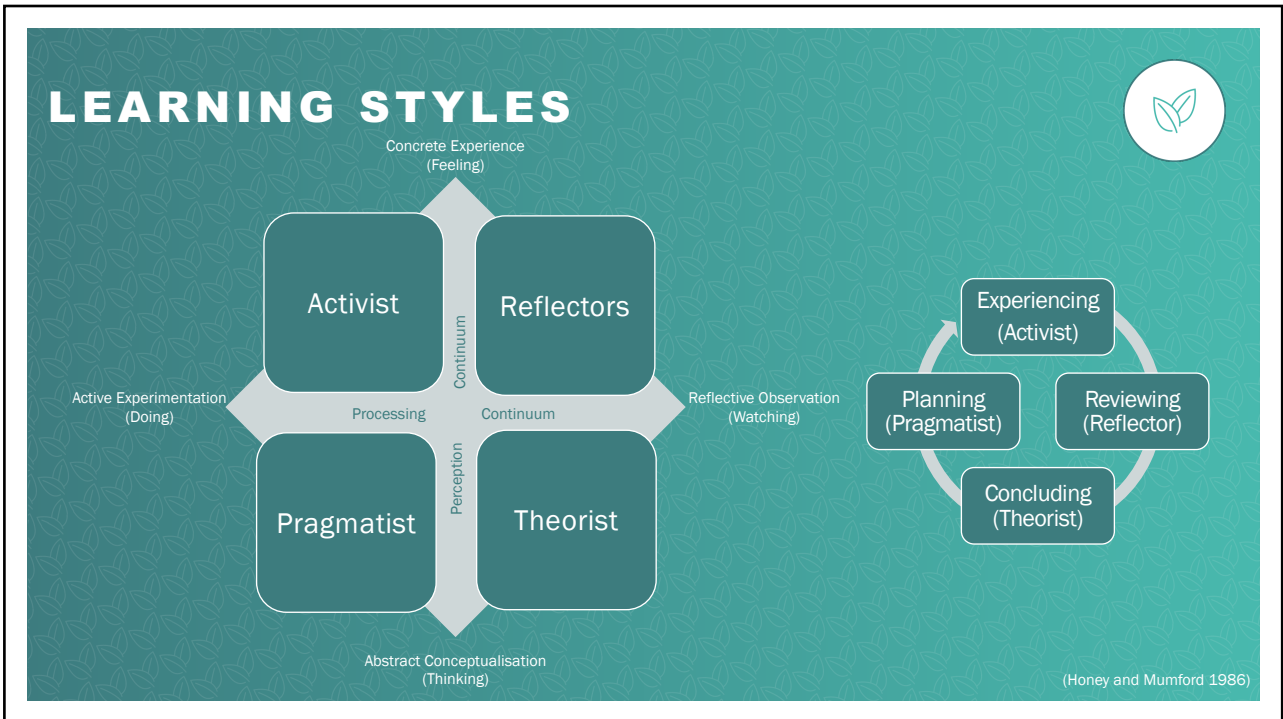 LEARNING STYLES
Concrete Experience
(Feeling)
Activist
Reflectors
Continuum
Active Experimentation
(Doing)
Processing
Continuum
Reflective Observation
(Watching)
Perception
Pragmatist
Theorist
Abstract Conceptualisation
(Thinking)
Experiencing
(Activist)
Planning
(Pragmatist)
Reviewing
(Reflector)
Concluding
(Theorist)
(Honey and Mumford 1986)